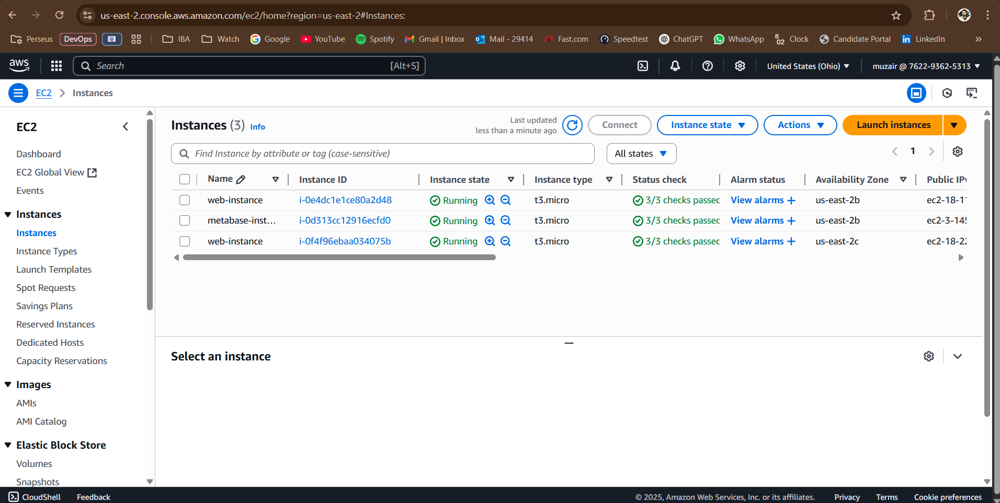 us-east-2.console.aws.amazon.com/ec2/home?region=us-east-2#Instances:
Perseus DevOps IBA Watch Google YouTube Spotify Gmail | Inbox Mail - 29414 Fast.com Speedtest ChatGPT WhatsApp 8 02 Clock Candidate Portal LinkedIn »
aws Search [Alt+S] United States (Ohio) muzair @ 7622-9362-5313
EC2 > Instances
EC2
Dashboard
EC2 Global View
Events
Instances
Instances
Instance Types
Launch Templates
Spot Requests
Savings Plans
Reserved Instances
Dedicated Hosts
Capacity Reservations
Images
AMIs
AMI Catalog
Elastic Block Store
Volumes
Snapshots
Instances (3) Info
Last updated
less than a minute ago
Connect Instance state Actions Launch instances
Find Instance by attribute or tag (case-sensitive) All states 1
Name Instance ID Instance state Instance type Status check Alarm status Availability Zone Public IPv
web-instance i-0e4dc1e1ce80a2d48 Running t3.micro 3/3 checks passed View alarms + us-east-2b ec2-18-11
metabase-inst... i-0d313cc12916ecfd0 Running t3.micro 3/3 checks passed View alarms + us-east-2b ec2-3-145
web-instance i-0f4f96ebaa034075b Running t3.micro 3/3 checks passed View alarms + us-east-2c ec2-18-22
Select an instance
CloudShell Feedback © 2025, Amazon Web Services, Inc. or its affiliates. Privacy Terms Cookie preferences